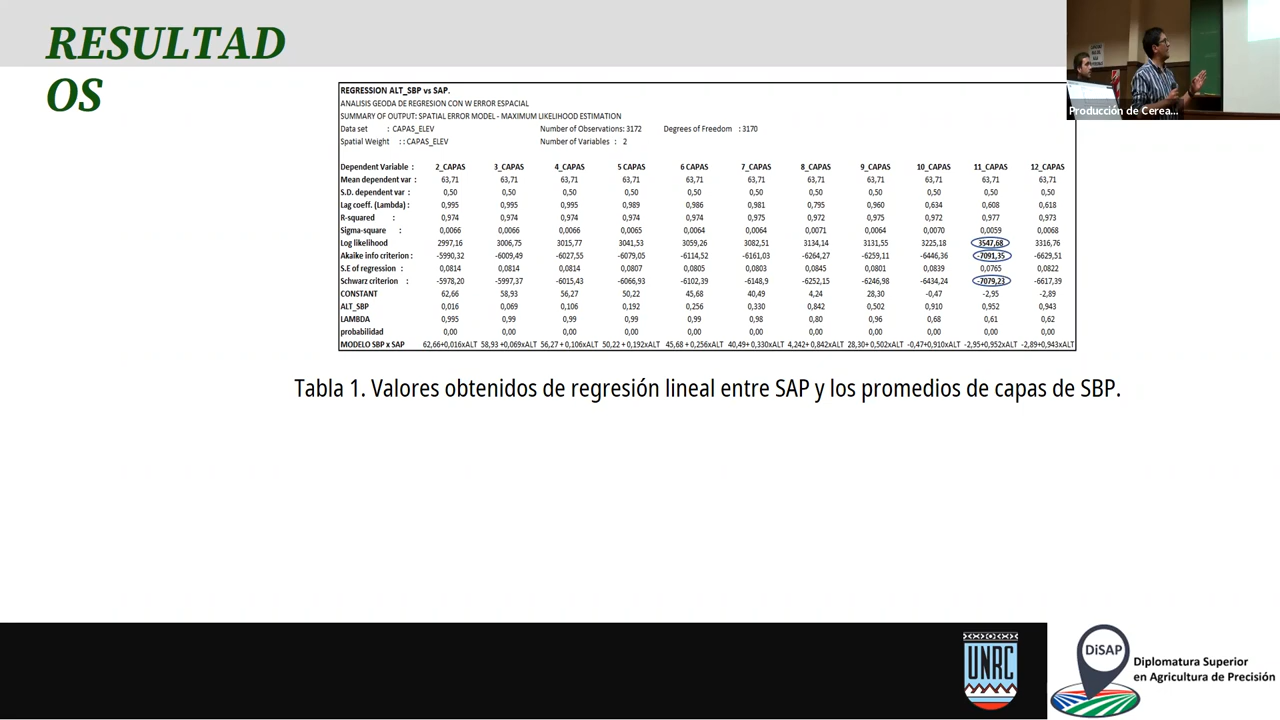 RESULTAD
OS
REGRESSION ALT_SBP vs SAP.
ANALISIS GEODA DE REGRESION CON W ERROR ESPACIAL
SUMMARY OF OUTPUT: SPATIAL ERROR MODEL - MAXIMUM LIKELIHOOD ESTIMATION
Data set : CAPAS_ELEV Number of Observations: 3172 Degrees of Freedom : 3170
Spatial Weight : : CAPAS_ELEV Number of Variables : 2
Dependent Variable : 2_CAPAS 3_CAPAS 4_CAPAS 5 CAPAS 6 CAPAS 7_CAPAS 8_CAPAS 9_CAPAS 10_CAPAS 11_CAPAS 12_CAPAS
Mean dependent var : 63,71 63,71 63,71 63,71 63,71 63,71 63,71 63,71 63,71 63,71 63,71
S.D. dependent var : 0,50 0,50 0,50 0,50 0,50 0,50 0,50 0,50 0,50 0,50 0,50
Lag coeff. (Lambda) : 0,995 0,995 0,995 0,989 0,986 0,981 0,795 0,960 0,634 0,608 0,618
R-squared : 0,974 0,974 0,974 0,974 0,974 0,975 0,972 0,975 0,972 0,977 0,973
Sigma-square : 0,0066 0,0066 0,0066 0,0065 0,0064 0,0064 0,0071 0,0064 0,0070 0,0059 0,0068
Log likelihood 2997,16 3006,75 3015,77 3041,53 3059,26 3082,51 3134,14 3131,55 3225,18 3547,68 3316,76
Akaike info criterion : -5990,32 -6009,49 -6027,55 -6079,05 -6114,52 -6161,03 -6264,27 -6259,11 -6446,36 -7091,35 -6629,51
S.E of regression : 0,0814 0,0814 0,0814 0,0807 0,0805 0,0803 0,0845 0,0801 0,0839 0,0765 0,0822
Schwarz criterion : -5978,20 -5997,37 -6015,43 -6066,93 -6102,39 -6148,9 -6252,15 -6246,98 -6434,24 -7079,23 -6617,39
CONSTANT 62,66 58,93 56,27 50,22 45,68 40,49 4,24 28,30 -0,47 -2,95 -2,89
ALT_SBP 0,016 0,069 0,106 0,192 0,256 0,330 0,842 0,502 0,910 0,952 0,943
LAMBDA 0,995 0,99 0,99 0,99 0,99 0,98 0,80 0,96 0,68 0,61 0,62
probabilidad 0,00 0,00 0,00 0,00 0,00 0,00 0,00 0,00 0,00 0,00 0,00
MODELO SBP x SAP 62,66+0,016xALT 58,93 +0,069xALT 56,27 + 0,106xALT 50,22 + 0,192xALT 45,68 + 0,256xALT 40,49+ 0,330xALT 4,242+ 0,842xALT 28,30+ 0,502xALT -0,47+0,910xALT -2,95+0,952xALT -2,89+0,943xALT
Tabla 1. Valores obtenidos de regresión lineal entre SAP y los promedios de capas de SBP.
Producción de Cerea...
UNRC
DiSAP
Diplomatura Superior
en Agricultura de Precisión